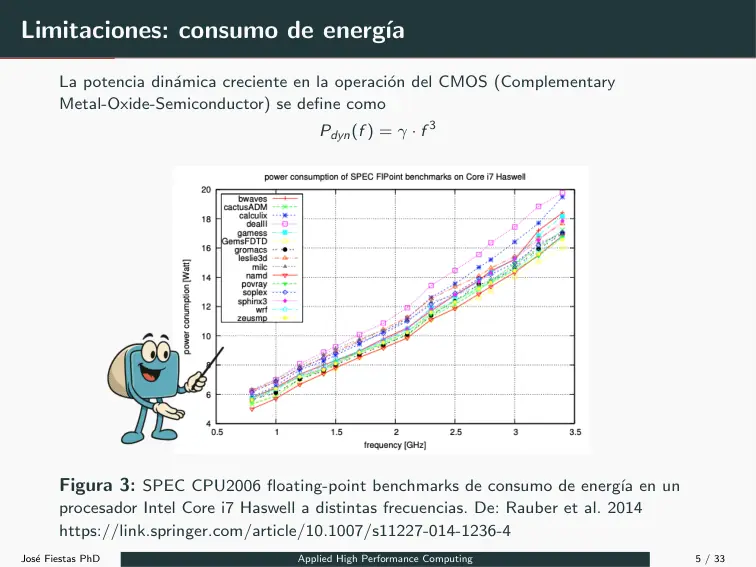 Limitaciones: consumo de energía
La potencia dinámica creciente en la operación del CMOS (Complementary
Metal-Oxide-Semiconductor) se define como
P_dyn(f) = γ · f^3
power consumption of SPEC FlPoint benchmarks on Core i7 Haswell
power conumption [Watt]
20
18
16
14
12
10
8
6
4
bwaves
cactusADM
calculix
dealII
gamess
GemsFDTD
gromacs
leslie3d
milc
namd
povray
soplex
sphinx3
wrf
zeusmp
0.5 1 1.5 2 2.5 3 3.5
frequency [GHz]
Figura 3: SPEC CPU2006 floating-point benchmarks de consumo de energía en un
procesador Intel Core i7 Haswell a distintas frecuencias. De: Rauber et al. 2014
https://link.springer.com/article/10.1007/s11227-014-1236-4
José Fiestas PhD Applied High Performance Computing 5 / 33